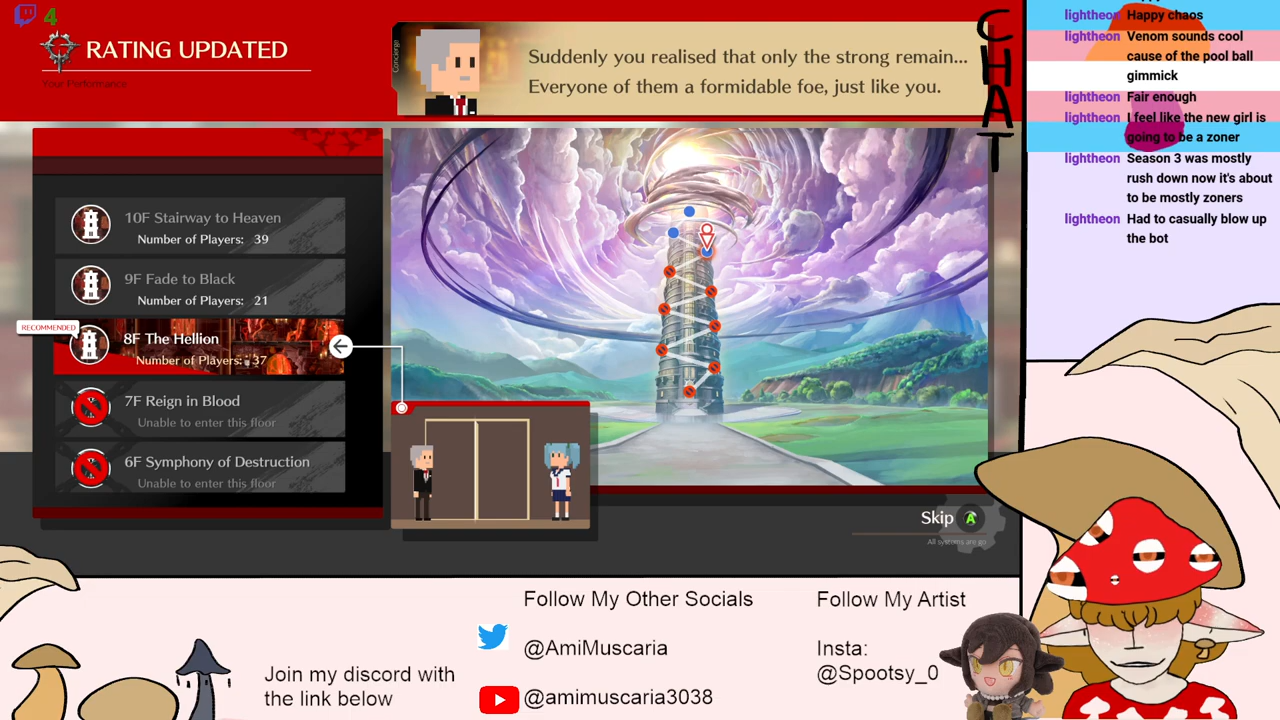 4
RATING UPDATED
Your Performance
Concierge
Suddenly you realised that only the strong remain...
Everyone of them a formidable foe, just like you.
CHAT
10F Stairway to Heaven
Number of Players: 39
9F Fade to Black
Number of Players: 21
RECOMMENDED
8F The Hellion
Number of Players: 37
7F Reign in Blood
Unable to enter this floor
6F Symphony of Destruction
Unable to enter this floor
Skip A
All systems are go
lightheon Happy chaos
lightheon Venom sounds cool
cause of the pool ball
gimmick
lightheon Fair enough
lightheon I feel like the new girl is
going to be a zoner
lightheon Season 3 was mostly
rush down now it's about
to be mostly zoners
lightheon Had to casually blow up
the bot
Join my discord with
the link below
Follow My Other Socials
@AmiMuscaria
@amimuscaria3038
Follow My Artist
Insta:
@Spootsy_0